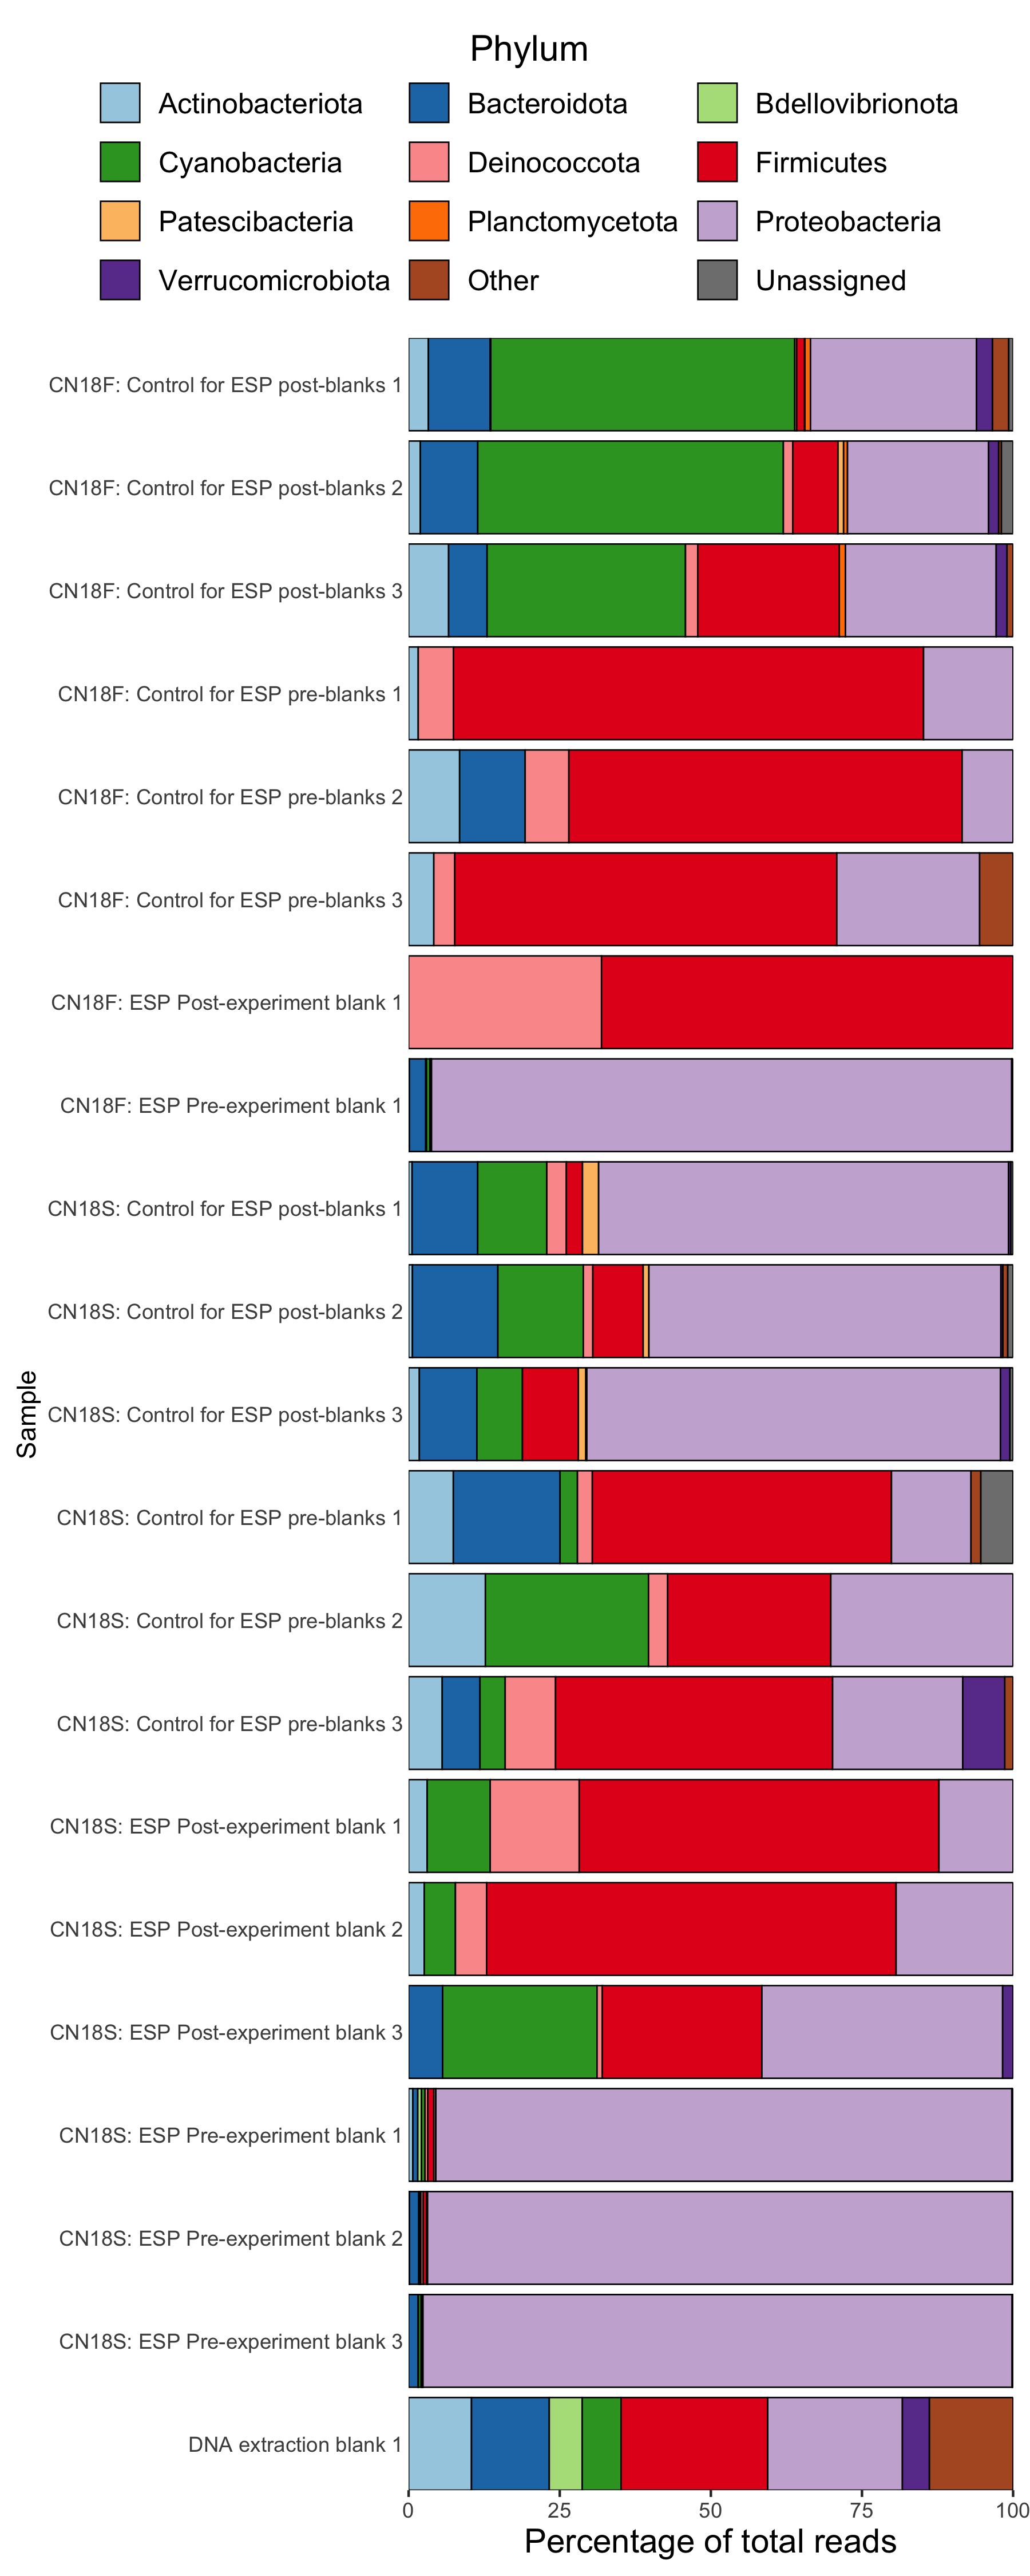 Phylum
Actinobacteriota Bacteroidota Bdellovibrionota
Cyanobacteria Deinococcota Firmicutes
Patescibacteria Planctomycetota Proteobacteria
Verrucomicrobiota Other Unassigned
CN18F: Control for ESP post-blanks 1
CN18F: Control for ESP post-blanks 2
CN18F: Control for ESP post-blanks 3
CN18F: Control for ESP pre-blanks 1
CN18F: Control for ESP pre-blanks 2
CN18F: Control for ESP pre-blanks 3
CN18F: ESP Post-experiment blank 1
CN18F: ESP Pre-experiment blank 1
CN18S: Control for ESP post-blanks 1
CN18S: Control for ESP post-blanks 2
CN18S: Control for ESP post-blanks 3
CN18S: Control for ESP pre-blanks 1
CN18S: Control for ESP pre-blanks 2
CN18S: Control for ESP pre-blanks 3
CN18S: ESP Post-experiment blank 1
CN18S: ESP Post-experiment blank 2
CN18S: ESP Post-experiment blank 3
CN18S: ESP Pre-experiment blank 1
CN18S: ESP Pre-experiment blank 2
CN18S: ESP Pre-experiment blank 3
DNA extraction blank 1
Sample
0 25 50 75 100
Percentage of total reads